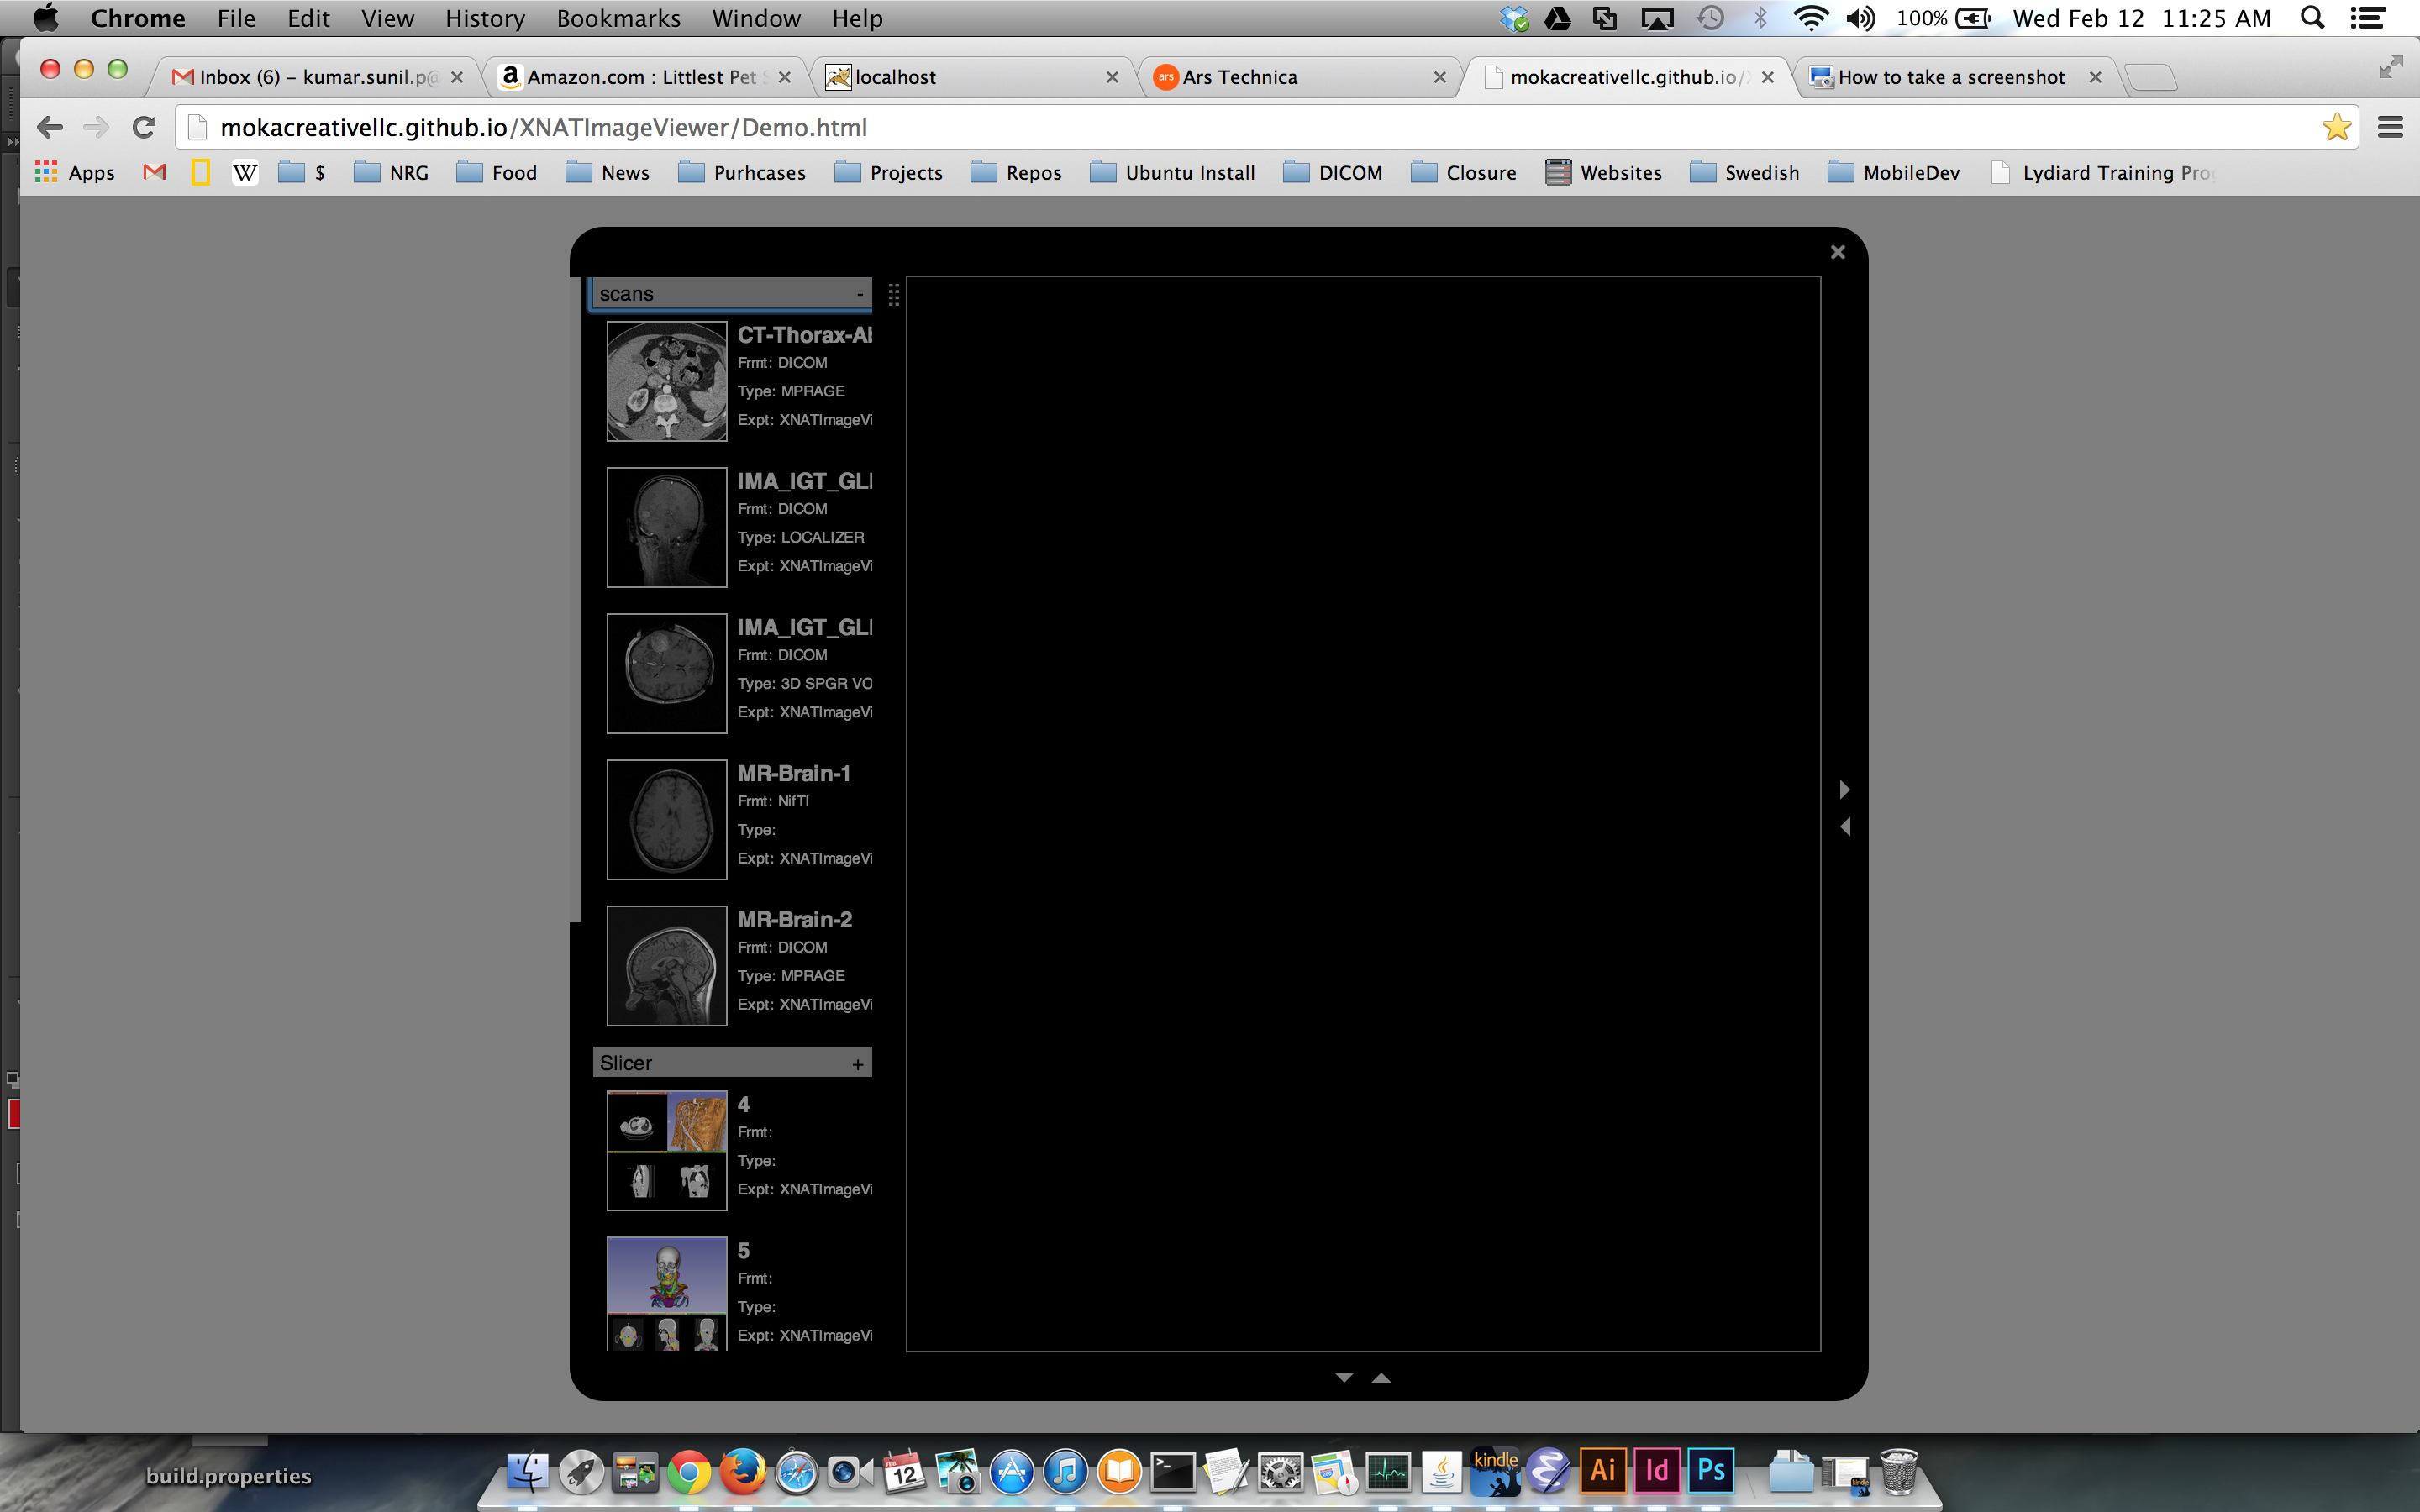 Chrome File Edit View History Bookmarks Window Help 100% Wed Feb 12 11:25 AM
Inbox (6) – kumar.sunil.p@ Amazon.com : Littlest Pet localhost ars Ars Technica mokacreativellc.github.io/ How to take a screenshot
mokacreativellc.github.io/XNATImageViewer/Demo.html
Apps W $ NRG Food News Purhcases Projects Repos Ubuntu Install DICOM Closure Websites Swedish MobileDev Lydiard Training Pro
scans -
CT-Thorax-Ab
Frmt: DICOM
Type: MPRAGE
Expt: XNATImageVi
IMA_IGT_GLI
Frmt: DICOM
Type: LOCALIZER
Expt: XNATImageVi
IMA_IGT_GLI
Frmt: DICOM
Type: 3D SPGR VO
Expt: XNATImageVi
MR-Brain-1
Frmt: NifTI
Type:
Expt: XNATImageVi
MR-Brain-2
Frmt: DICOM
Type: MPRAGE
Expt: XNATImageVi
Slicer +
4
Frmt:
Type:
Expt: XNATImageVi
5
Frmt:
Type:
Expt: XNATImageVi
build.properties
FEB 12 kindle Ai Id Ps